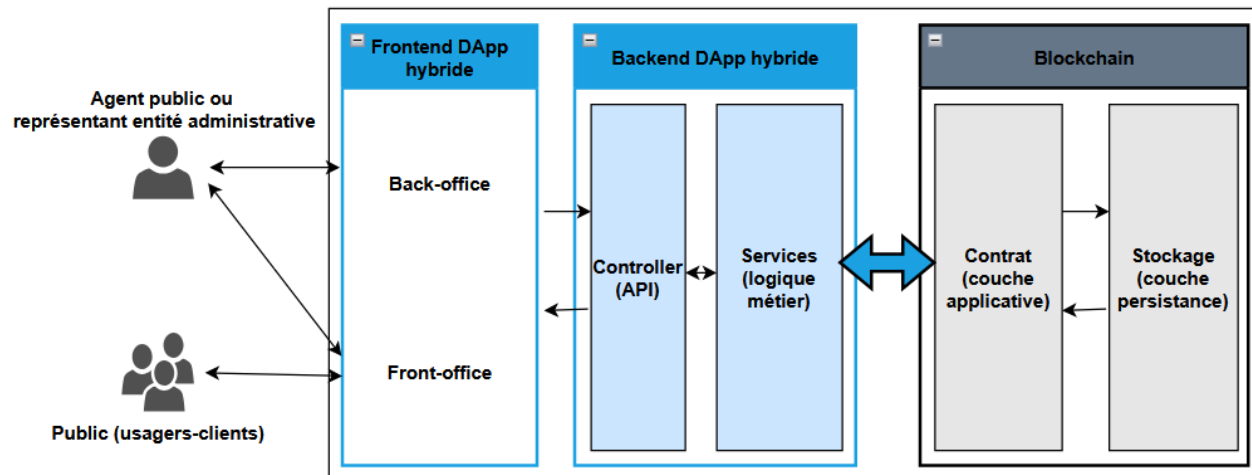 Frontend DApp
hybride
Backend DApp hybride
Blockchain
Agent public ou
représentant entité administrative
Back-office
Controller
(API)
Services
(logique
métier)
Contrat
(couche
applicative)
Stockage
(couche
persistance)
Front-office
Public (usagers-clients)